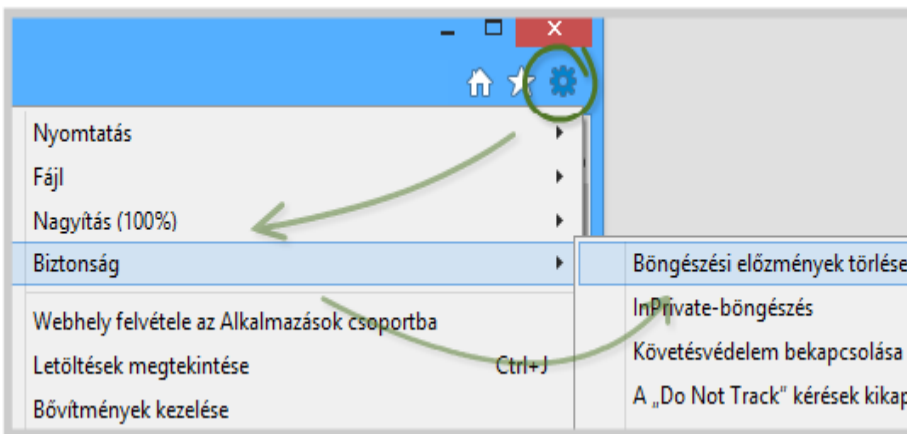 Nyomtatás
Fájl
Nagyítás (100%)
Biztonság
Webhely felvétele az Alkalmazások csoportba
Letöltések megtekintése Ctrl+J
Bővítmények kezelése
Böngészési előzmények törlése
InPrivate-böngészés
Követésvédelem bekapcsolása
A „Do Not Track” kérések kikap